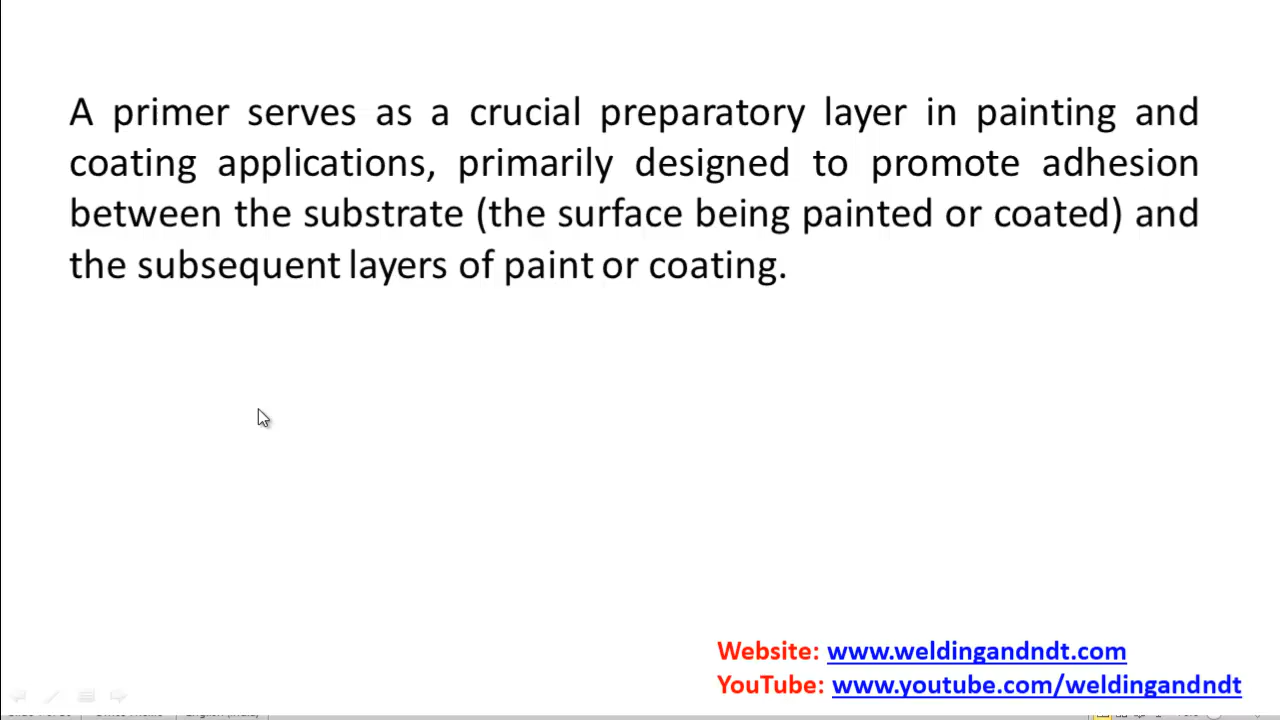 A primer serves as a crucial preparatory layer in painting and
coating applications, primarily designed to promote adhesion
between the substrate (the surface being painted or coated) and
the subsequent layers of paint or coating.
Website: www.weldingandndt.com
YouTube: www.youtube.com/weldingandndt